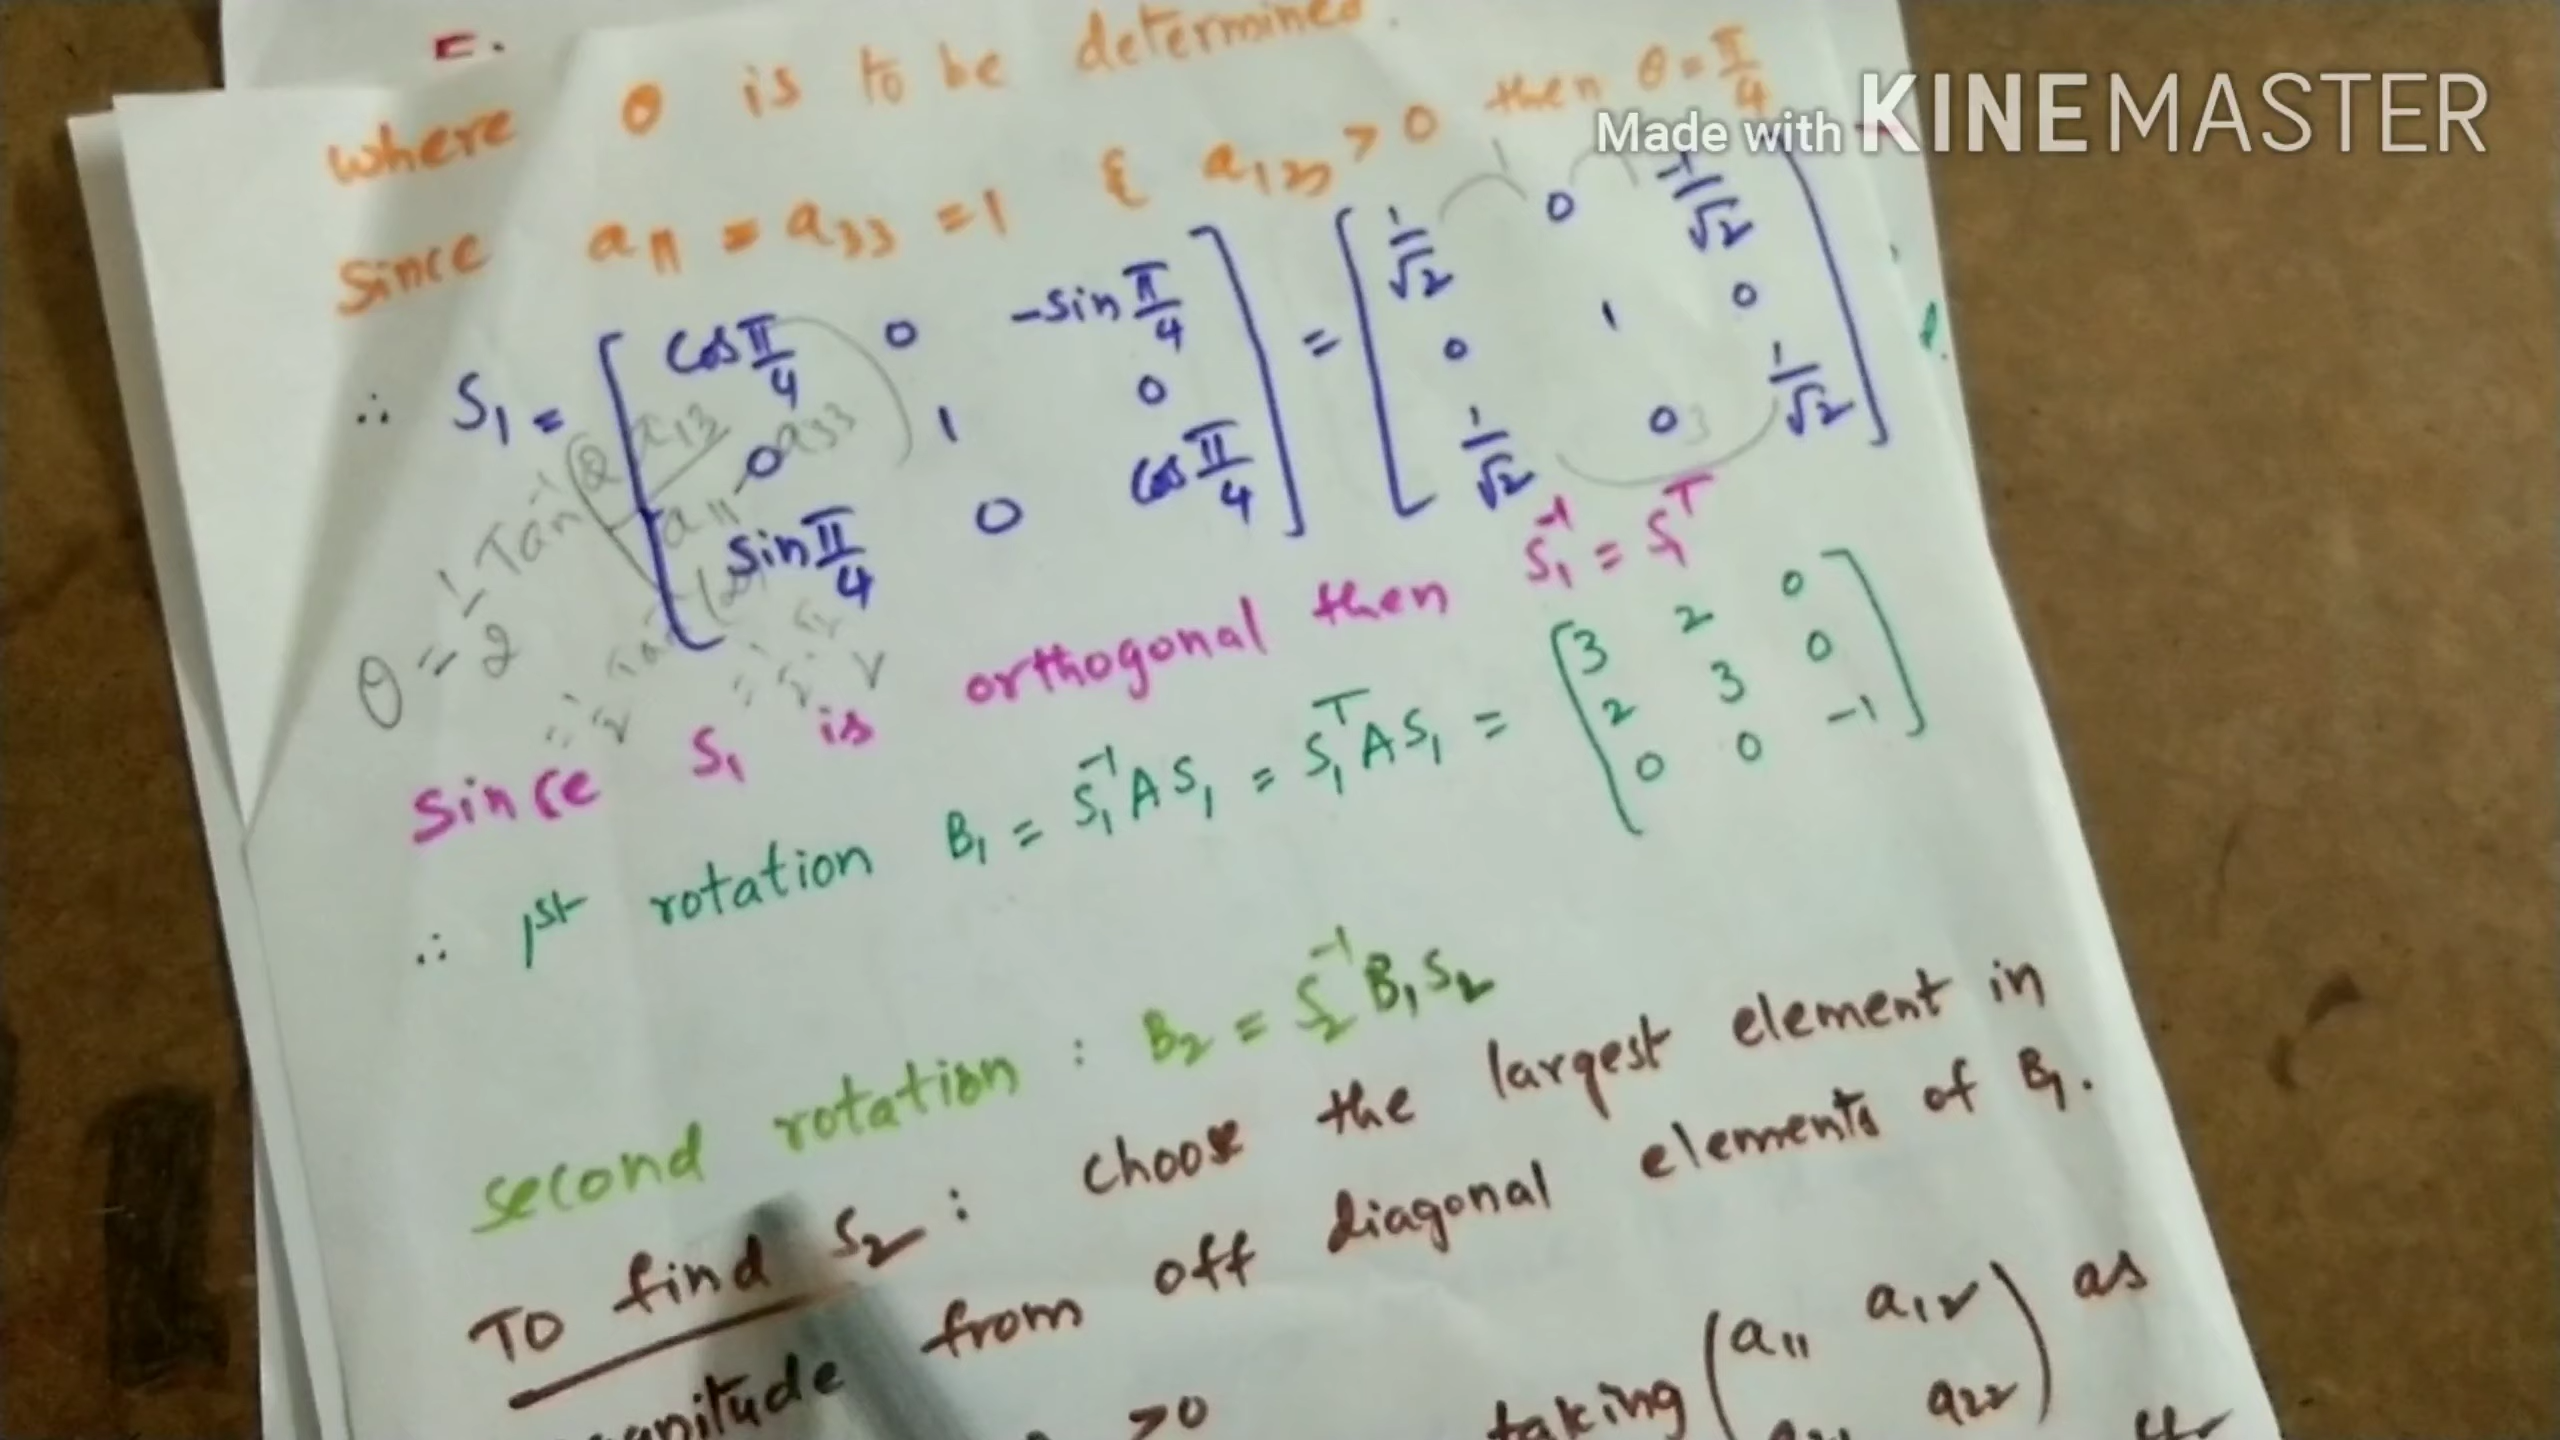 where θ is to be determined.
Since a11 = a33 = 1 & a13 > 0 then θ = π/4
Made with KINEMASTER
∴ S1 = [ cos π/4 0 -sin π/4 ] = [ 1/√2 0 -1/√2 ]
[ 0 1 0 ] [ 0 1 0 ]
[ sin π/4 0 cos π/4 ] [ 1/√2 0 1/√2 ]
Since S1 is orthogonal then S1^-1 = S1^T
∴ 1st rotation B1 = S1^-1 A S1 = S1^T A S1 = [ 3 2 0 ]
[ 2 3 0 ]
[ 0 0 -1 ]
second rotation : B2 = S2^-1 B1 S2
To find S2 : choose the largest element in
from off diagonal elements of B1.
>0 taking ( a11 a12 ) as
a22